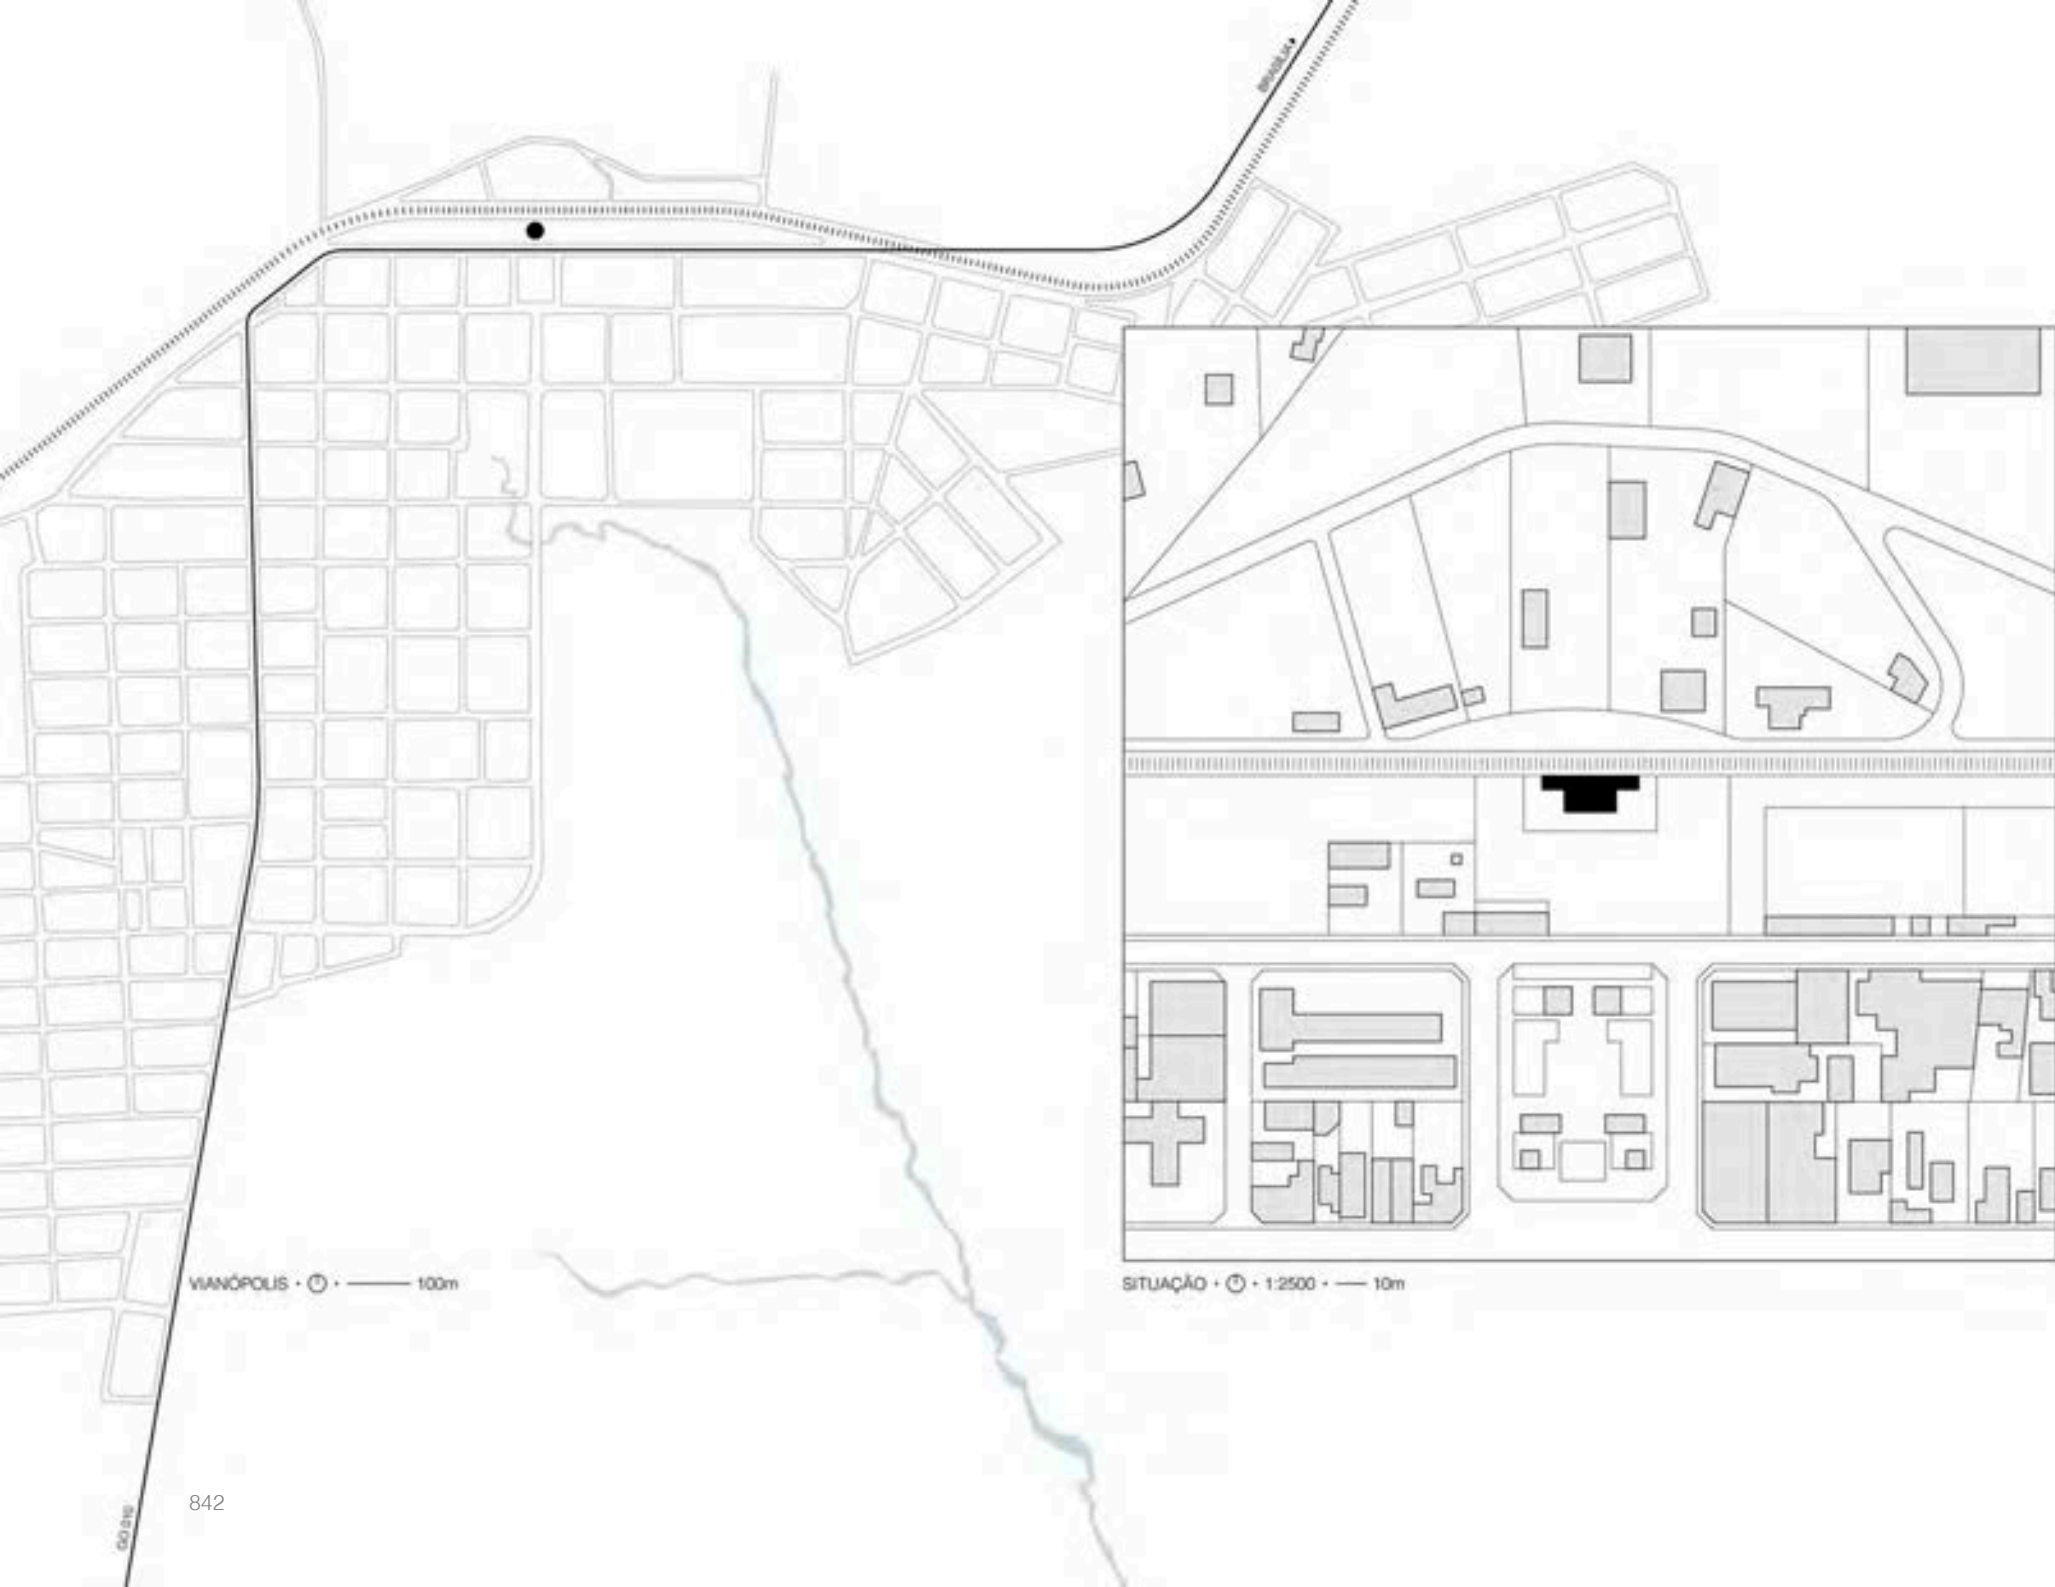 BRASÍLIA
VIANÓPOLIS • • 100m
SITUAÇÃO • • 1:2500 • 10m
842
GO 010